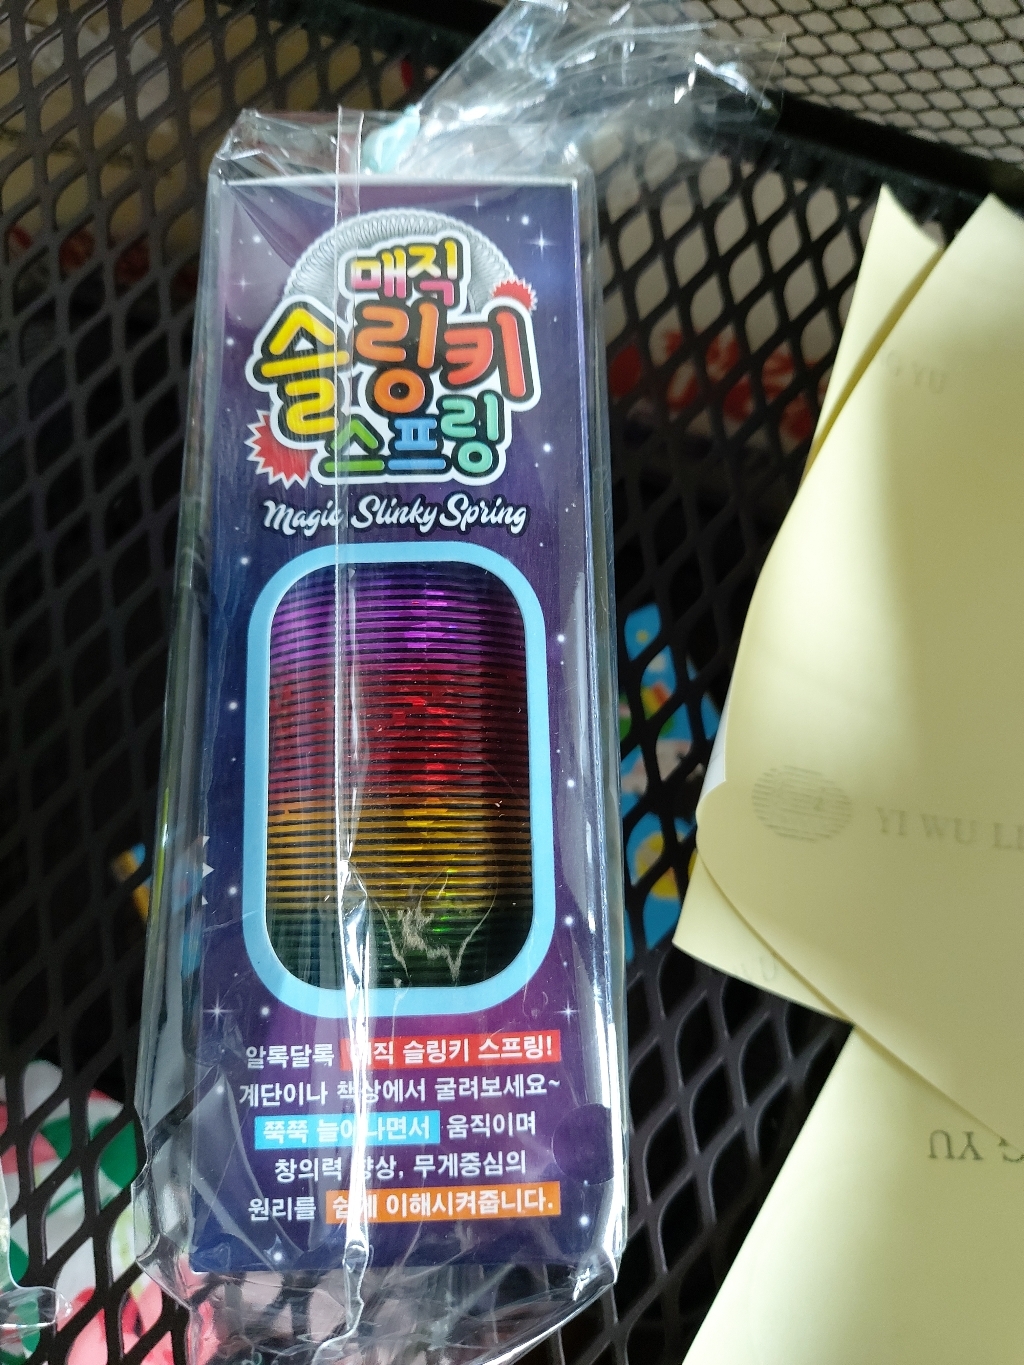 매직
슬링키
스프링
Magic Slinky Spring
알록달록 매직 슬링키 스프링!
계단이나 책상에서 굴려보세요~
쭉쭉 늘어나면서 움직이며
창의력 향상, 무게중심의
원리를 쉽게 이해시켜줍니다.
YU
YI WU
YU